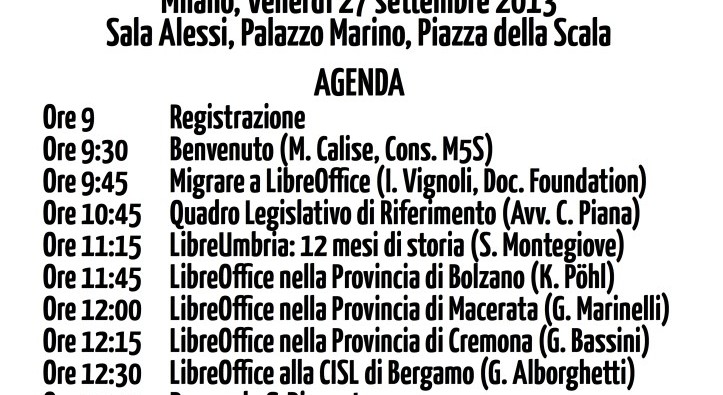 Milano, Venerdì 27 settembre 2013
Sala Alessi, Palazzo Marino, Piazza della Scala
AGENDA
Ore 9 Registrazione
Ore 9:30 Benvenuto (M. Calise, Cons. M5S)
Ore 9:45 Migrare a LibreOffice (I. Vignoli, Doc. Foundation)
Ore 10:45 Quadro Legislativo di Riferimento (Avv. C. Piana)
Ore 11:15 LibreUmbria: 12 mesi di storia (S. Montegiove)
Ore 11:45 LibreOffice nella Provincia di Bolzano (K. Pöhl)
Ore 12:00 LibreOffice nella Provincia di Macerata (G. Marinelli)
Ore 12:15 LibreOffice nella Provincia di Cremona (G. Bassini)
Ore 12:30 LibreOffice alla CISL di Bergamo (G. Alborghetti)